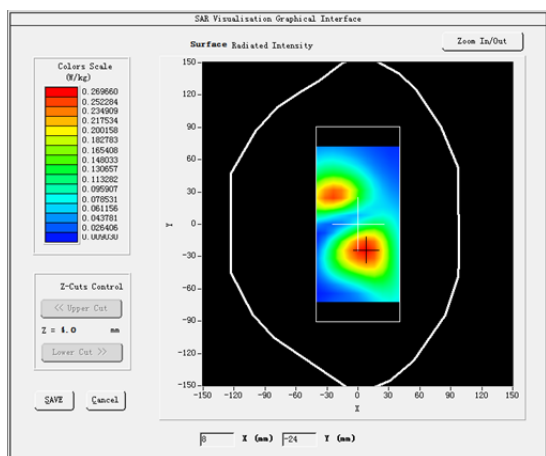 SAR Visualisation Graphical Interface
Surface Radiated Intensity
Zoom In/Out
Colors Scale
(W/kg)
0.269660
0.252284
0.234909
0.217534
0.200158
0.182783
0.165408
0.148033
0.130657
0.113282
0.095907
0.078531
0.061156
0.043781
0.026406
0.009030
Z-Cuts Control
<< Upper Cut
Z = 4.0 mm
Lower Cut >>
SAVE
Cancel
150
120
90
60
30
0
-30
-60
-90
-120
-150
Y
-150 -120 -90 -60 -30 0 30 60 90 120 150
X
8 X (mm) -24 Y (mm)